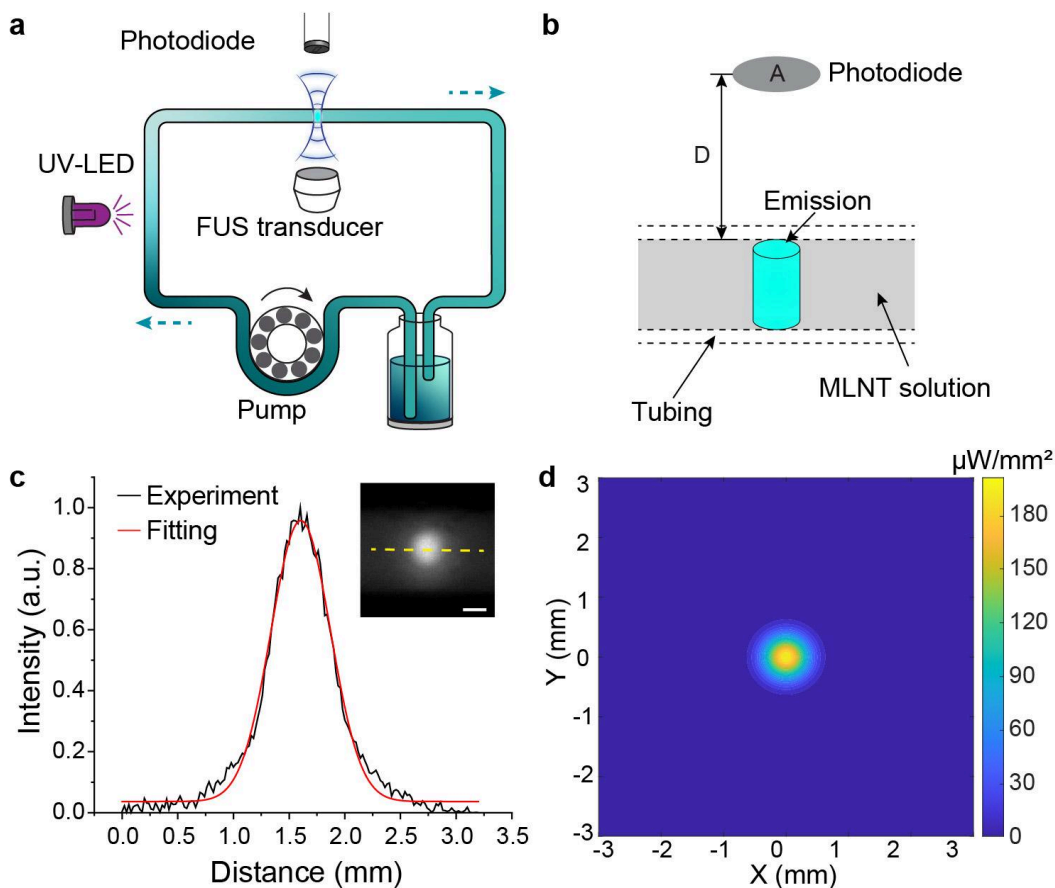 a
Photodiode
UV-LED
FUS transducer
Pump
b
A
Photodiode
D
Emission
MLNT solution
Tubing
c
Experiment
Fitting
Intensity (a.u.)
1.0
0.8
0.6
0.4
0.2
0.0
0.0 0.5 1.0 1.5 2.0 2.5 3.0 3.5
Distance (mm)
d
µW/mm²
Y (mm)
3
2
1
0
-1
-2
-3
-3 -2 -1 0 1 2 3
X (mm)
180
150
120
90
60
30
0